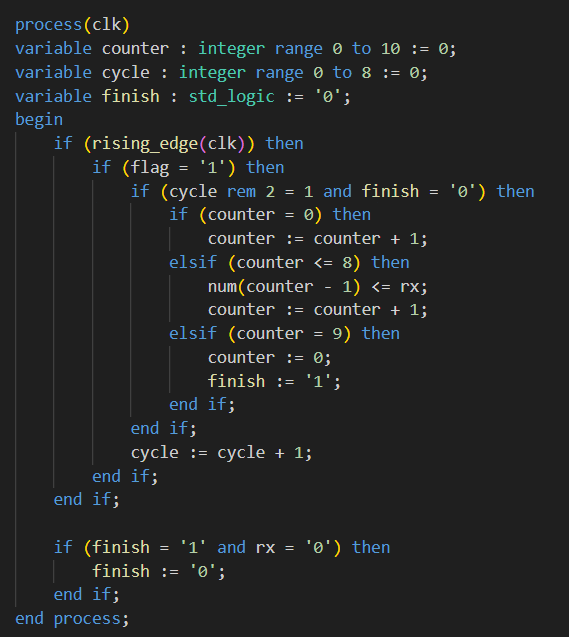 process(clk)
variable counter : integer range 0 to 10 := 0;
variable cycle : integer range 0 to 8 := 0;
variable finish : std_logic := '0';
begin
    if (rising_edge(clk)) then
        if (flag = '1') then
            if (cycle rem 2 = 1 and finish = '0') then
                if (counter = 0) then
                    counter := counter + 1;
                elsif (counter <= 8) then
                    num(counter - 1) <= rx;
                    counter := counter + 1;
                elsif (counter = 9) then
                    counter := 0;
                    finish := '1';
                end if;
            end if;
            cycle := cycle + 1;
        end if;
    end if;

    if (finish = '1' and rx = '0') then
        finish := '0';
    end if;
end process;